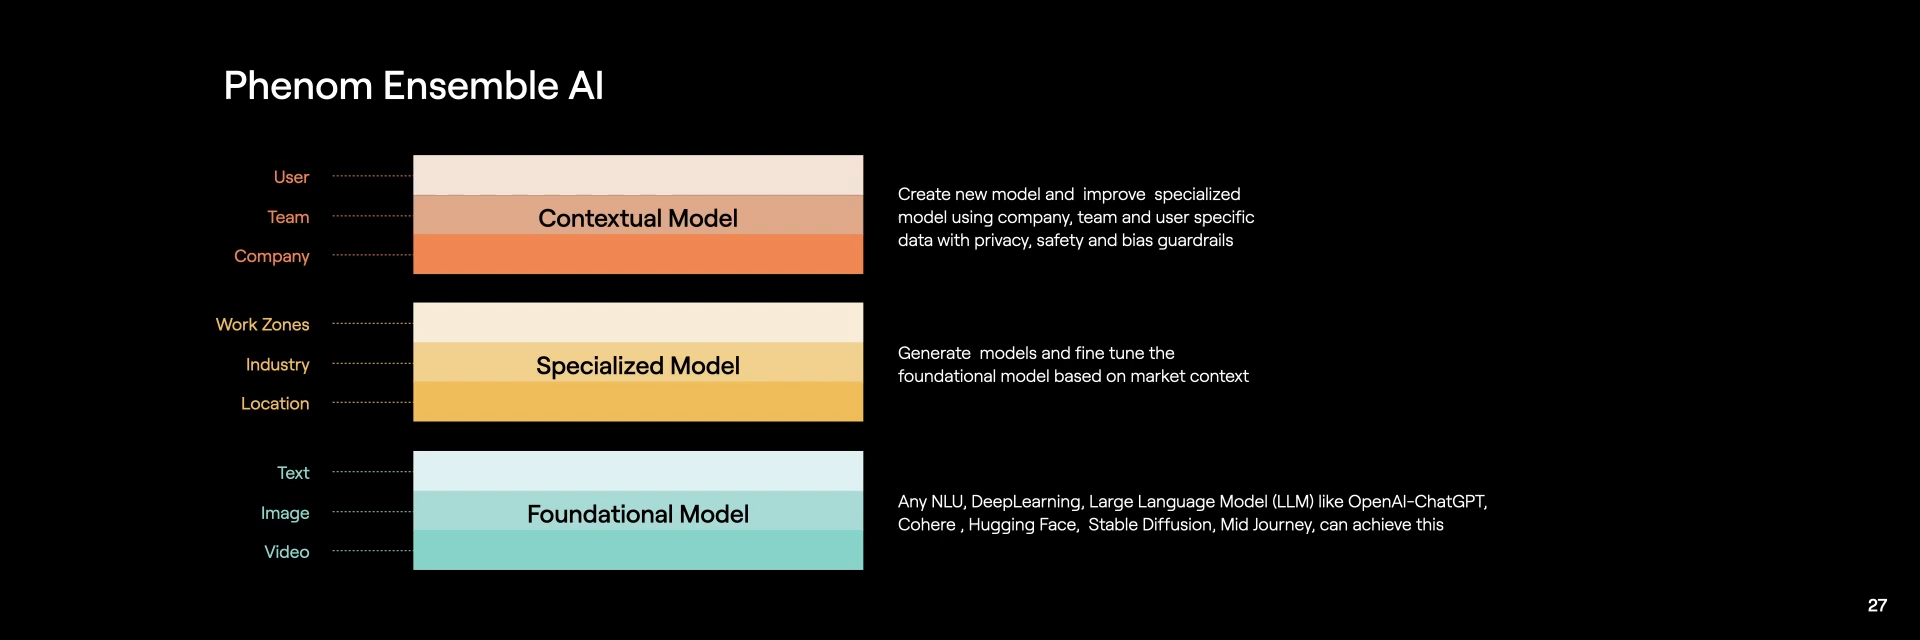 Phenom Ensemble AI
User
Team
Company
Contextual Model
Create new model and  improve  specialized
model using company, team and user specific
data with privacy, safety and bias guardrails
Work Zones
Industry
Location
Specialized Model
Generate  models and fine tune the
foundational model based on market context
Text
Image
Video
Foundational Model
Any NLU, DeepLearning, Large Language Model (LLM) like OpenAI-ChatGPT,
Cohere , Hugging Face,  Stable Diffusion, Mid Journey, can achieve this
27